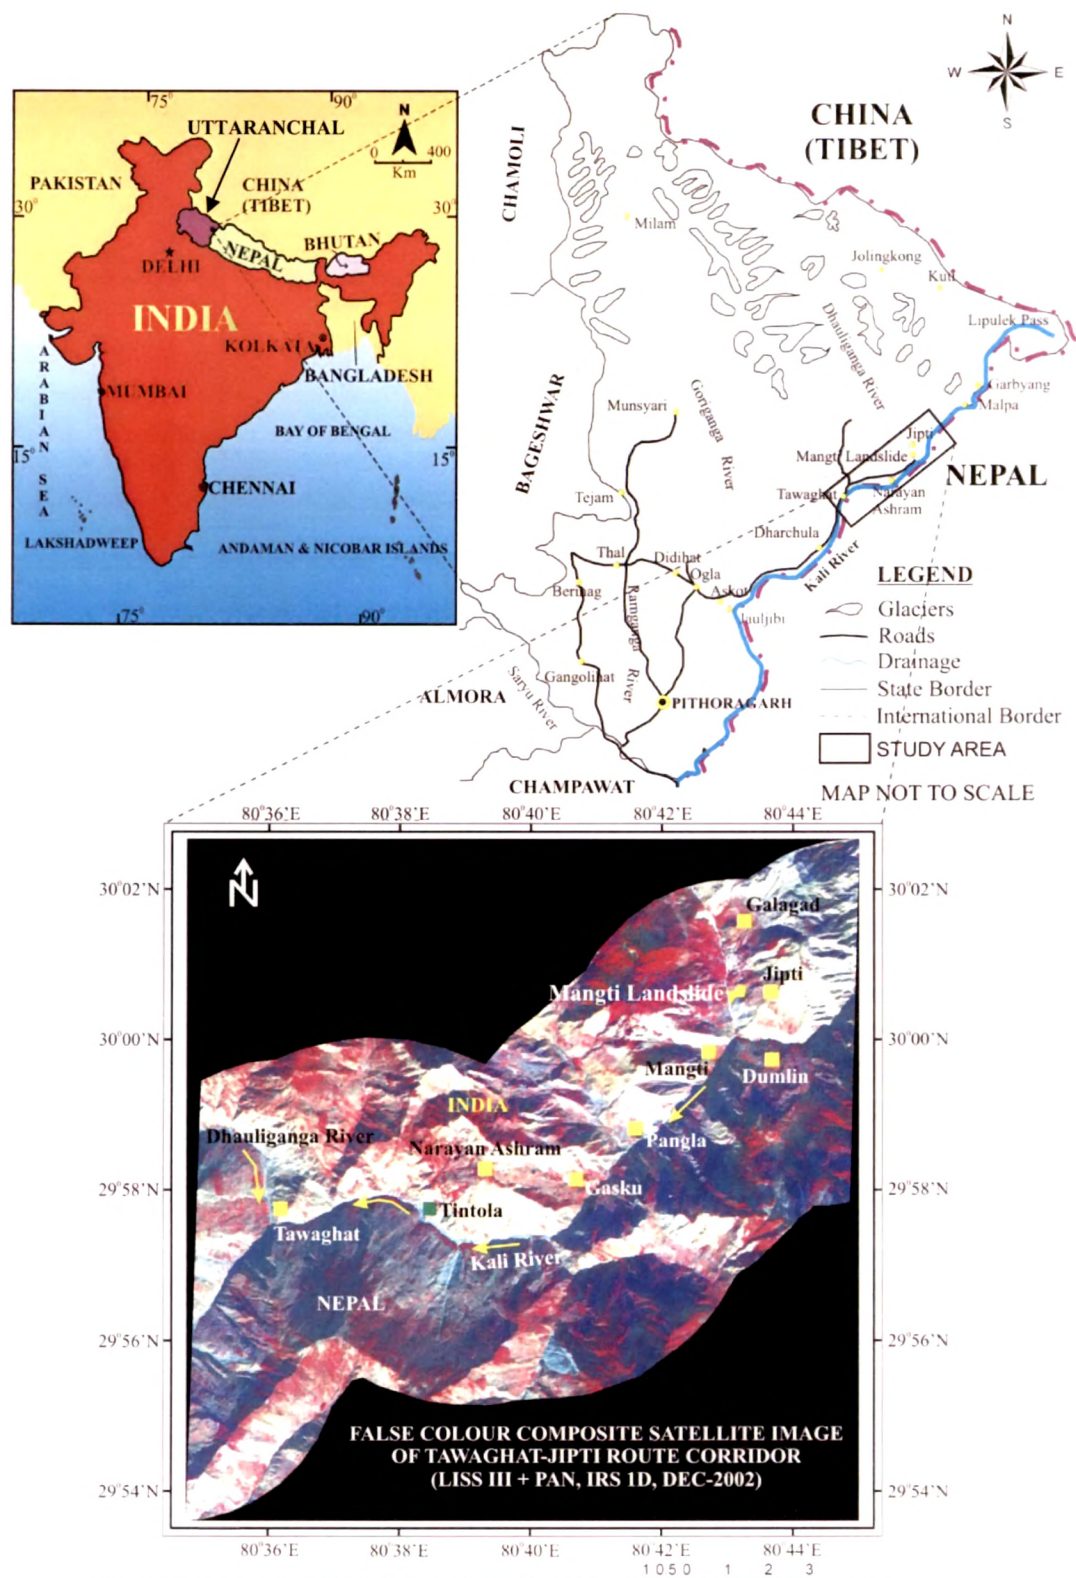 N
W
E
S
CHINA
(TIBET)
CHAMOLI
Milam
Jolingkong
Kuti
Lipulek Pass
Dhauliganga River
Garbyang
Malpa
BAGESHWAR
Munsyari
Goriganga
River
Jipti
Mangti Landslide
NEPAL
Tejam
Tawaghat
Narayan
Ashram
Dharchula
Kali River
Thal
Didihat
Ogla
Berinag
Askot
Jauljibi
Ramganga
River
Gangolihat
Saryu River
ALMORA
PITHORAGARH
CHAMPAWAT
LEGEND
Glaciers
Roads
Drainage
State Border
International Border
STUDY AREA
MAP NOT TO SCALE
75°
90°
UTTARANCHAL
N
0 400
Km
PAKISTAN
CHINA
(TIBET)
30°
30°
NEPAL
BHUTAN
DELHI
INDIA
KOLKATA
BANGLADESH
ARABIAN SEA
MUMBAI
BAY OF BENGAL
15°
15°
CHENNAI
LAKSHADWEEP
ANDAMAN & NICOBAR ISLANDS
75°
90°
80°36'E 80°38'E 80°40'E 80°42'E 80°44'E
N
30°02'N
30°02'N
Galagad
Jipti
Mangti Landslide
30°00'N
30°00'N
Mangti
Dumlin
INDIA
Pangla
Dhauliganga River
Narayan Ashram
29°58'N
29°58'N
Gasku
Tintola
Tawaghat
Kali River
NEPAL
29°56'N
29°56'N
FALSE COLOUR COMPOSITE SATELLITE IMAGE
OF TAWAGHAT-JIPTI ROUTE CORRIDOR
(LISS III + PAN, IRS 1D, DEC-2002)
29°54'N
29°54'N
80°36'E 80°38'E 80°40'E 80°42'E 80°44'E
1 0 5 0 1 2 3